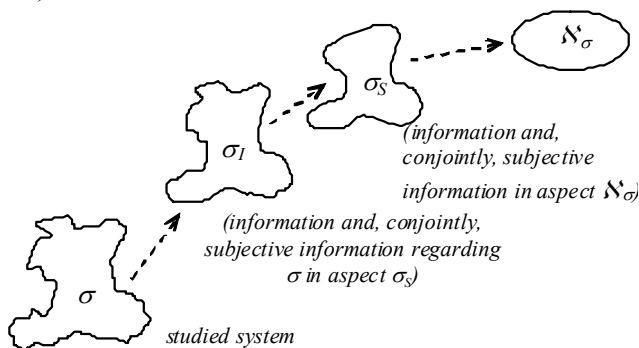 )
ℵσ
σS
σI
(information and,
conjointly, subjective
information in aspect ℵσ)
(information and, conjointly,
subjective information regarding
σ in aspect σs)
σ
studied system